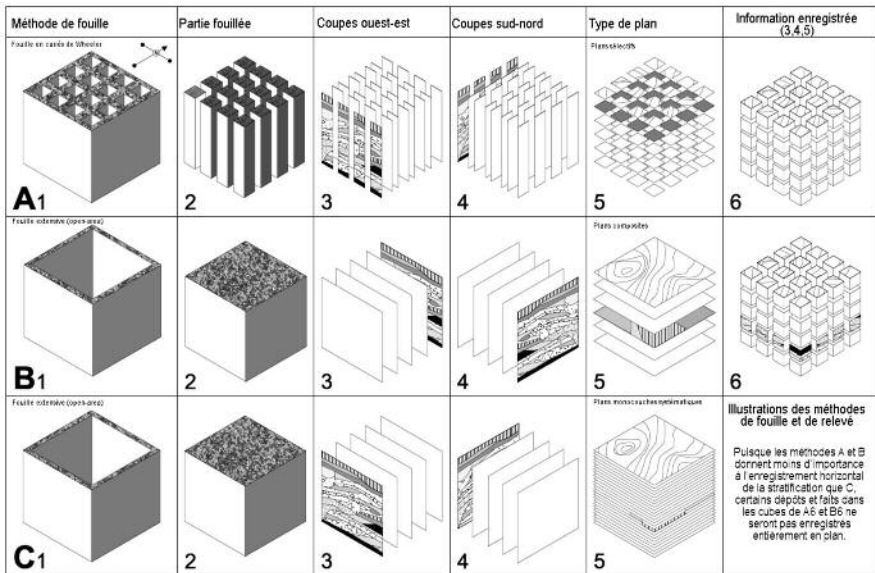 Méthode de fouille
Partie fouillée
Coupes ouest-est
Coupes sud-nord
Type de plan
Information enregistrée
(3,4,5)
Fouille en carrés de Wheeler
Plans sélectifs
A1
2
3
4
5
6
Fouille extensive (open-area)
Plans composites
B1
2
3
4
5
6
Fouille extensive (open-area)
Plans monocouches systématiques
C1
2
3
4
5
Illustrations des méthodes
de fouille et de relevé
Puisque les méthodes A et B
donnent moins d'importance
à l'enregistrement horizontal
de la stratification que C,
certains dépôts et faits dans
les cubes de A6 et B6 ne
seront pas enregistrés
entièrement en plan.